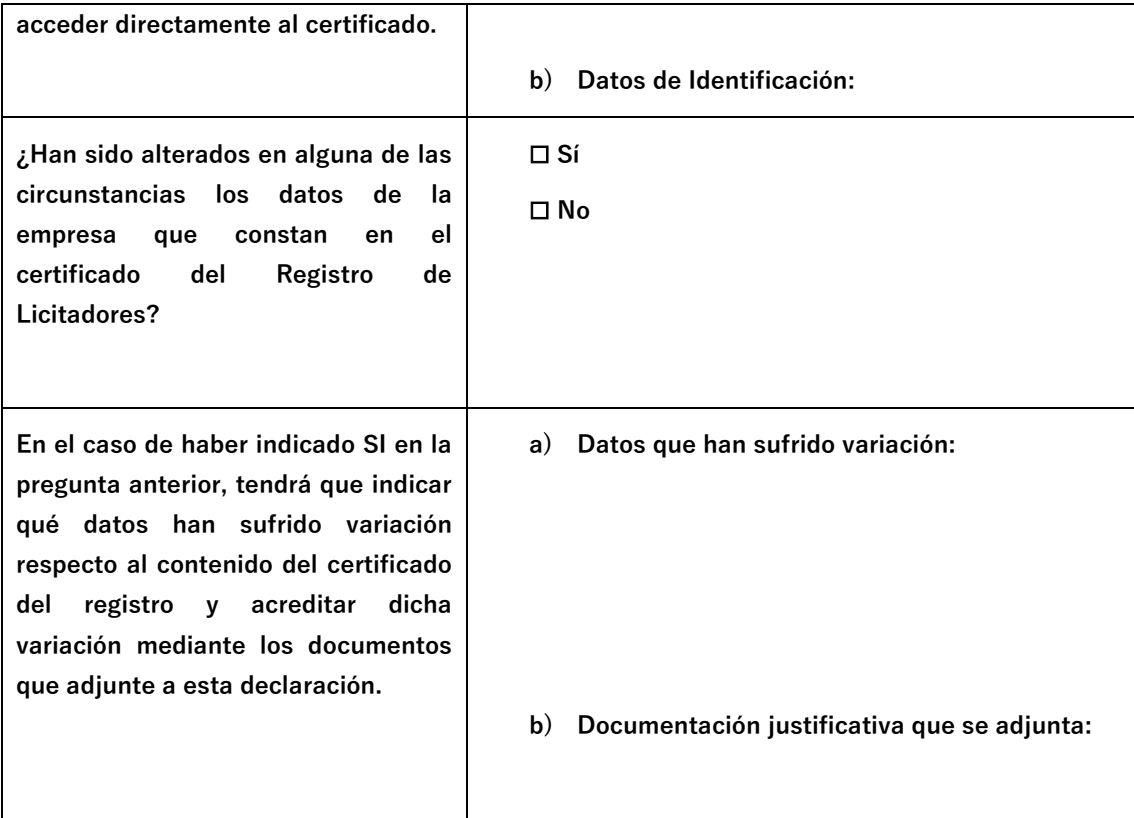 acceder directamente al certificado.
b) Datos de Identificación:
¿Han sido alterados en alguna de las
circunstancias los datos de la
empresa que constan en el
certificado del Registro de
Licitadores?
☐ Sí
☐ No
En el caso de haber indicado SI en la
pregunta anterior, tendrá que indicar
qué datos han sufrido variación
respecto al contenido del certificado
del registro y acreditar dicha
variación mediante los documentos
que adjunte a esta declaración.
a) Datos que han sufrido variación:
b) Documentación justificativa que se adjunta: